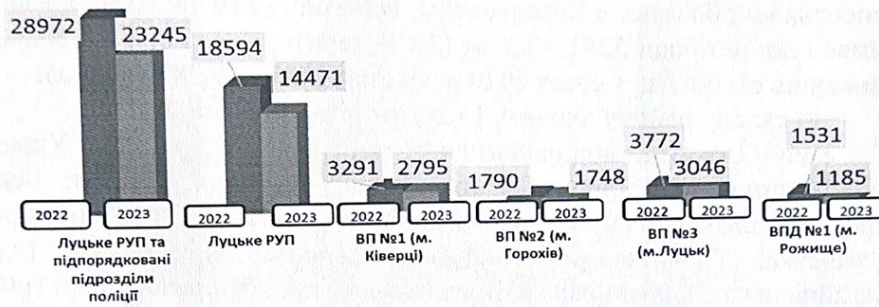 28972
23245
18594
14471
3291 2795
1790 1748
3772
3046
1531
1185
2022 2023 2022 2023 2022 2023 2022 2023 2022 2023 2022 2023
Луцьке РУП та
підпорядковані
підрозділи
поліції
Луцьке РУП
ВП №1 (м.
Ківерці)
ВП №2 (м.
Горохів)
ВП №3
(м.Луцьк)
ВПД №1 (м.
Рожище)